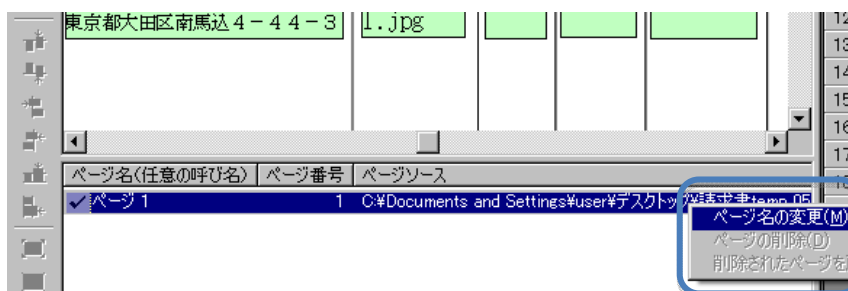 東京都大田区南馬込４－４４－３
1.jpg
12
13
14
15
16
17
18
ページ名(任意の呼び名)
ページ番号
ページソース
ページ 1
1
C:¥Documents and Settings¥user¥デスクトップ¥請求書temp_05
ページ名の変更(M)
ページの削除(D)
削除されたページを